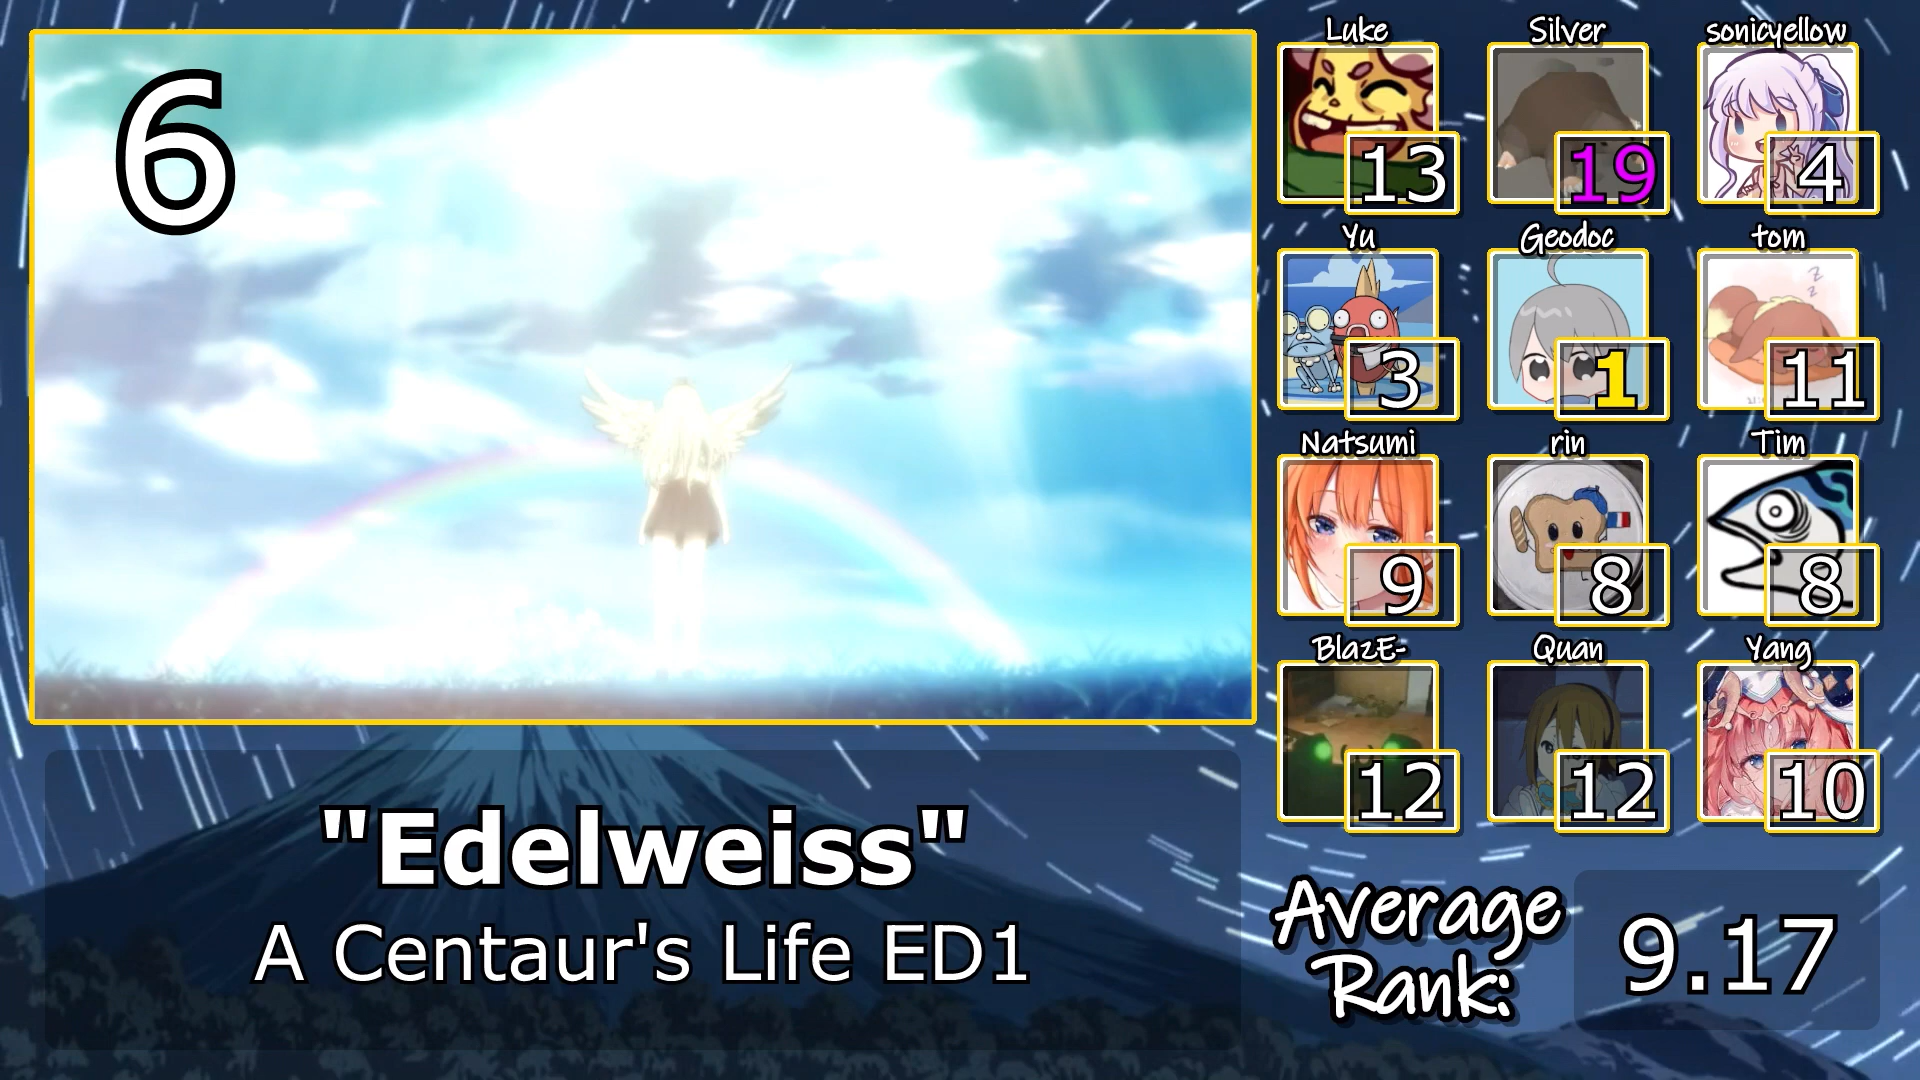 6
"Edelweiss"
A Centaur's Life ED1
Luke
13
Silver
19
sonicyellow
4
Yu
3
Geodoc
1
tom
11
Natsumi
9
rin
8
Tim
8
BlazE-
12
Quan
12
Yang
10
Average
Rank:
9.17